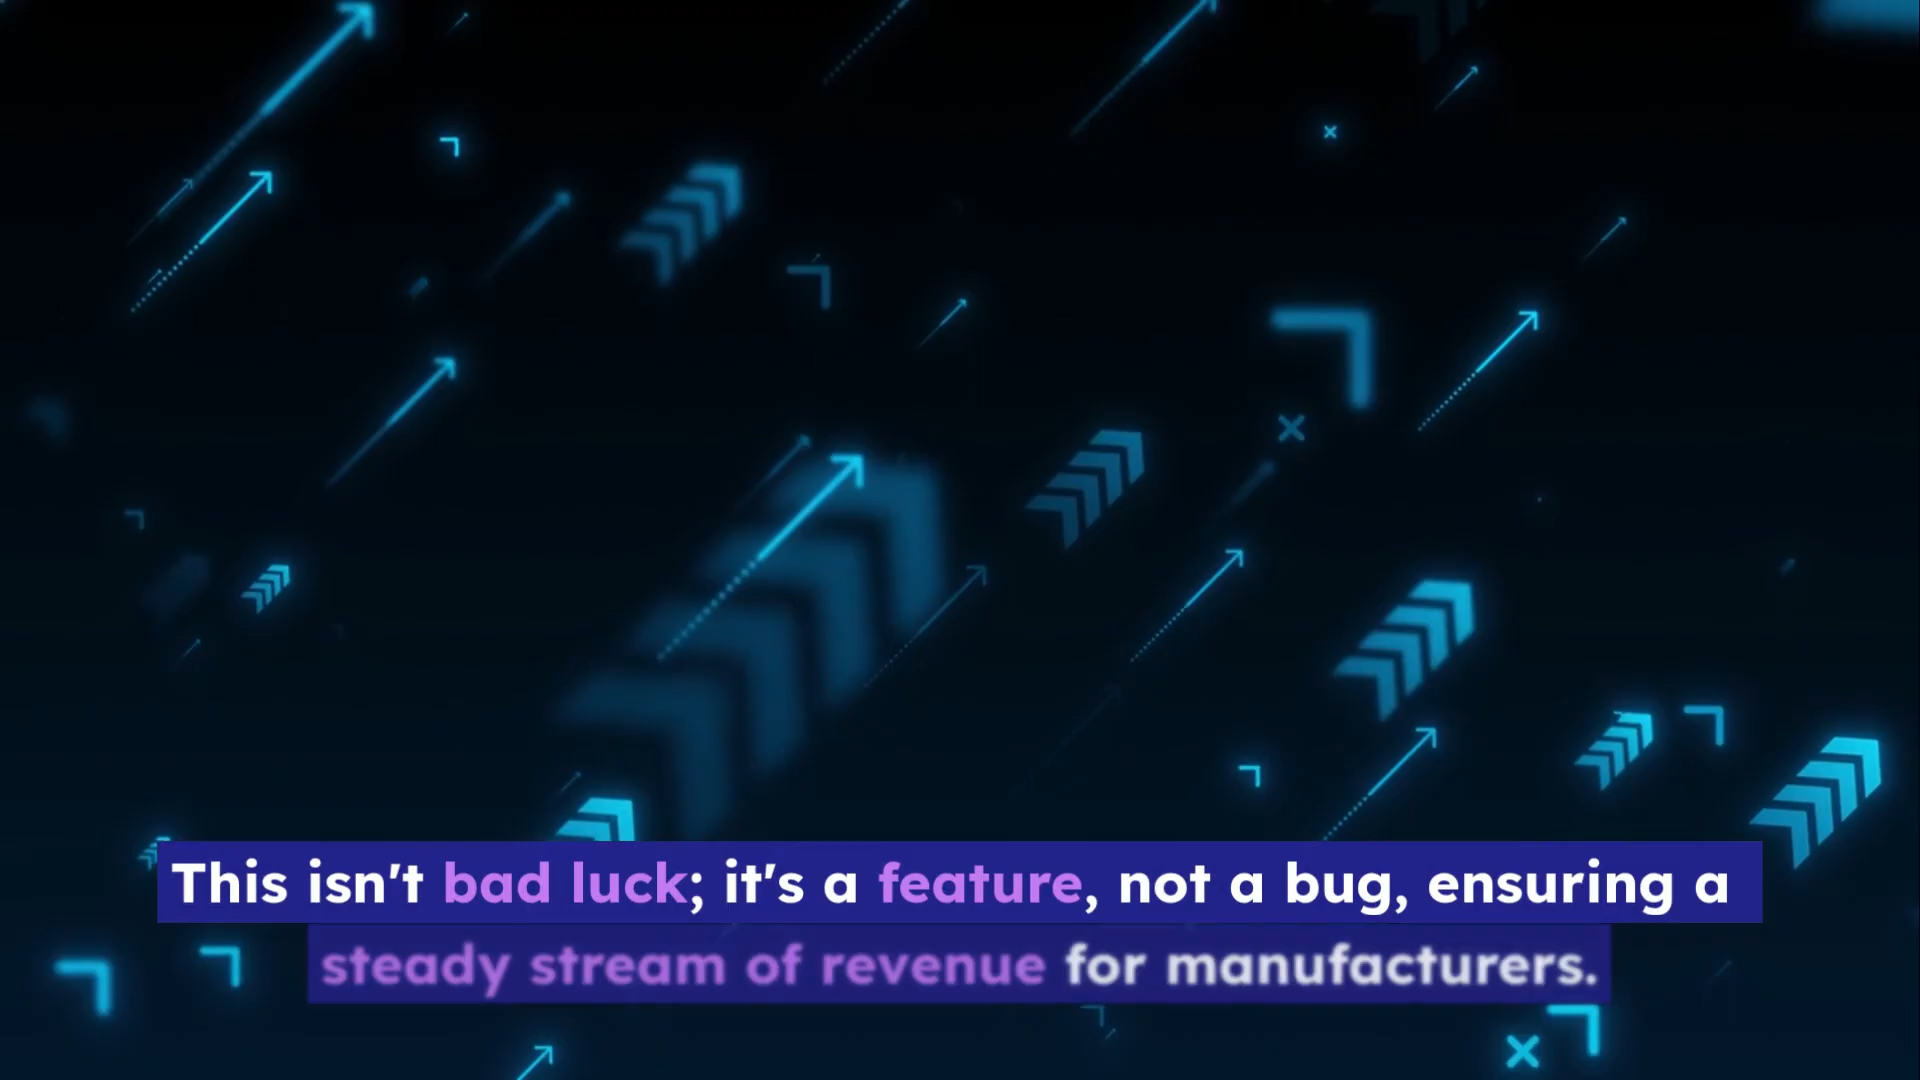 This isn't bad luck; it's a feature, not a bug, ensuring a
steady stream of revenue for manufacturers.